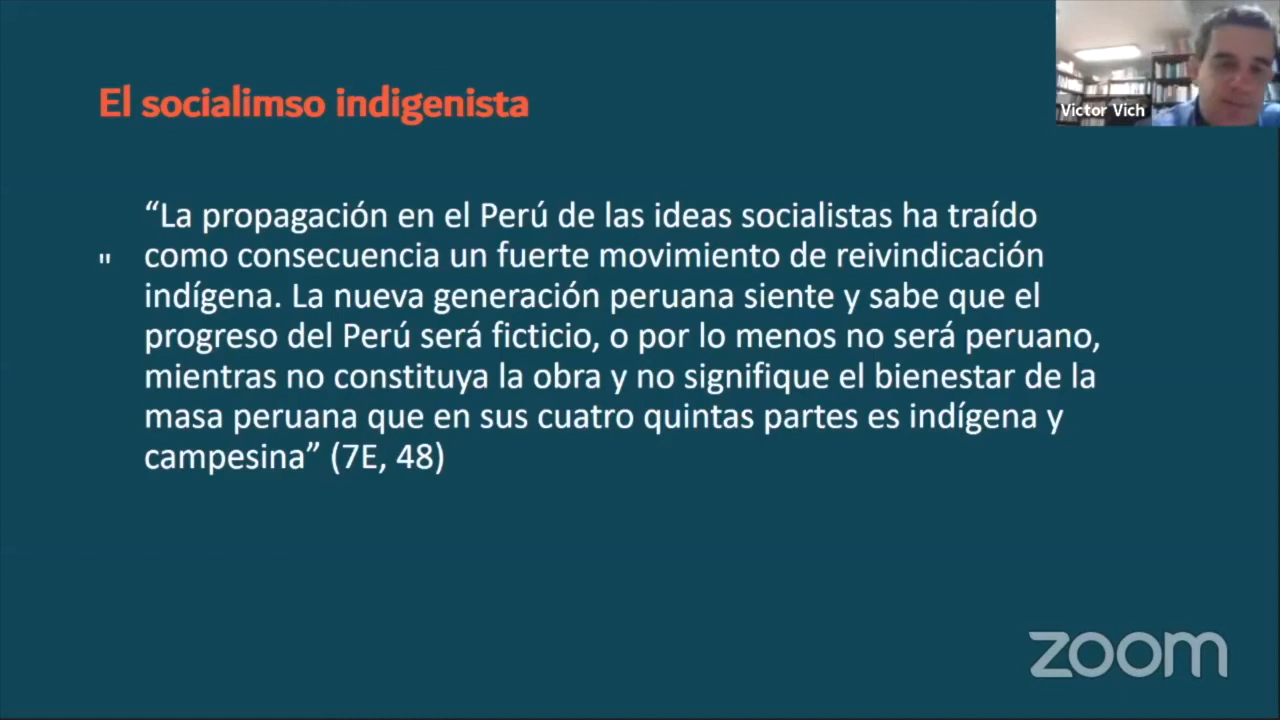 Victor Vich
El socialimso indigenista
“La propagación en el Perú de las ideas socialistas ha traído
" como consecuencia un fuerte movimiento de reivindicación
indígena. La nueva generación peruana siente y sabe que el
progreso del Perú será ficticio, o por lo menos no será peruano,
mientras no constituya la obra y no signifique el bienestar de la
masa peruana que en sus cuatro quintas partes es indígena y
campesina” (7E, 48)
zoom